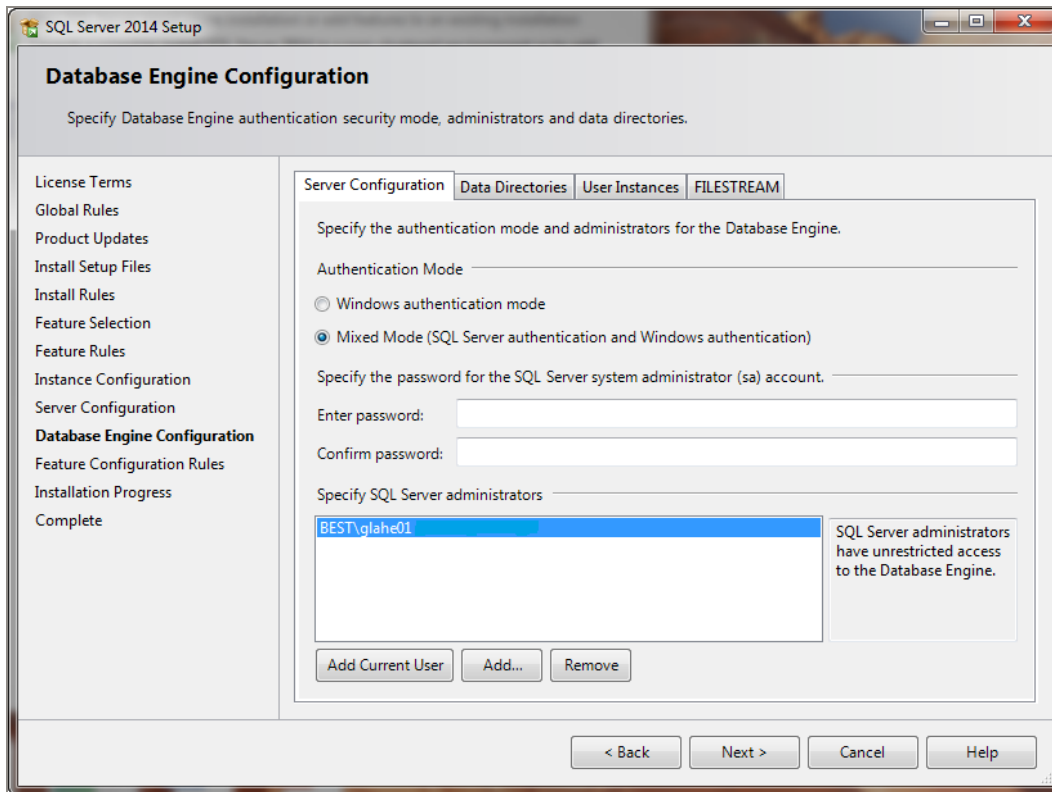 SQL Server 2014 Setup
Database Engine Configuration
Specify Database Engine authentication security mode, administrators and data directories.
License Terms
Global Rules
Product Updates
Install Setup Files
Install Rules
Feature Selection
Feature Rules
Instance Configuration
Server Configuration
Database Engine Configuration
Feature Configuration Rules
Installation Progress
Complete
Server Configuration
Data Directories
User Instances
FILESTREAM
Specify the authentication mode and administrators for the Database Engine.
Authentication Mode
Windows authentication mode
Mixed Mode (SQL Server authentication and Windows authentication)
Specify the password for the SQL Server system administrator (sa) account.
Enter password:
Confirm password:
Specify SQL Server administrators
BEST\glahe01
SQL Server administrators
have unrestricted access
to the Database Engine.
Add Current User
Add...
Remove
< Back
Next >
Cancel
Help